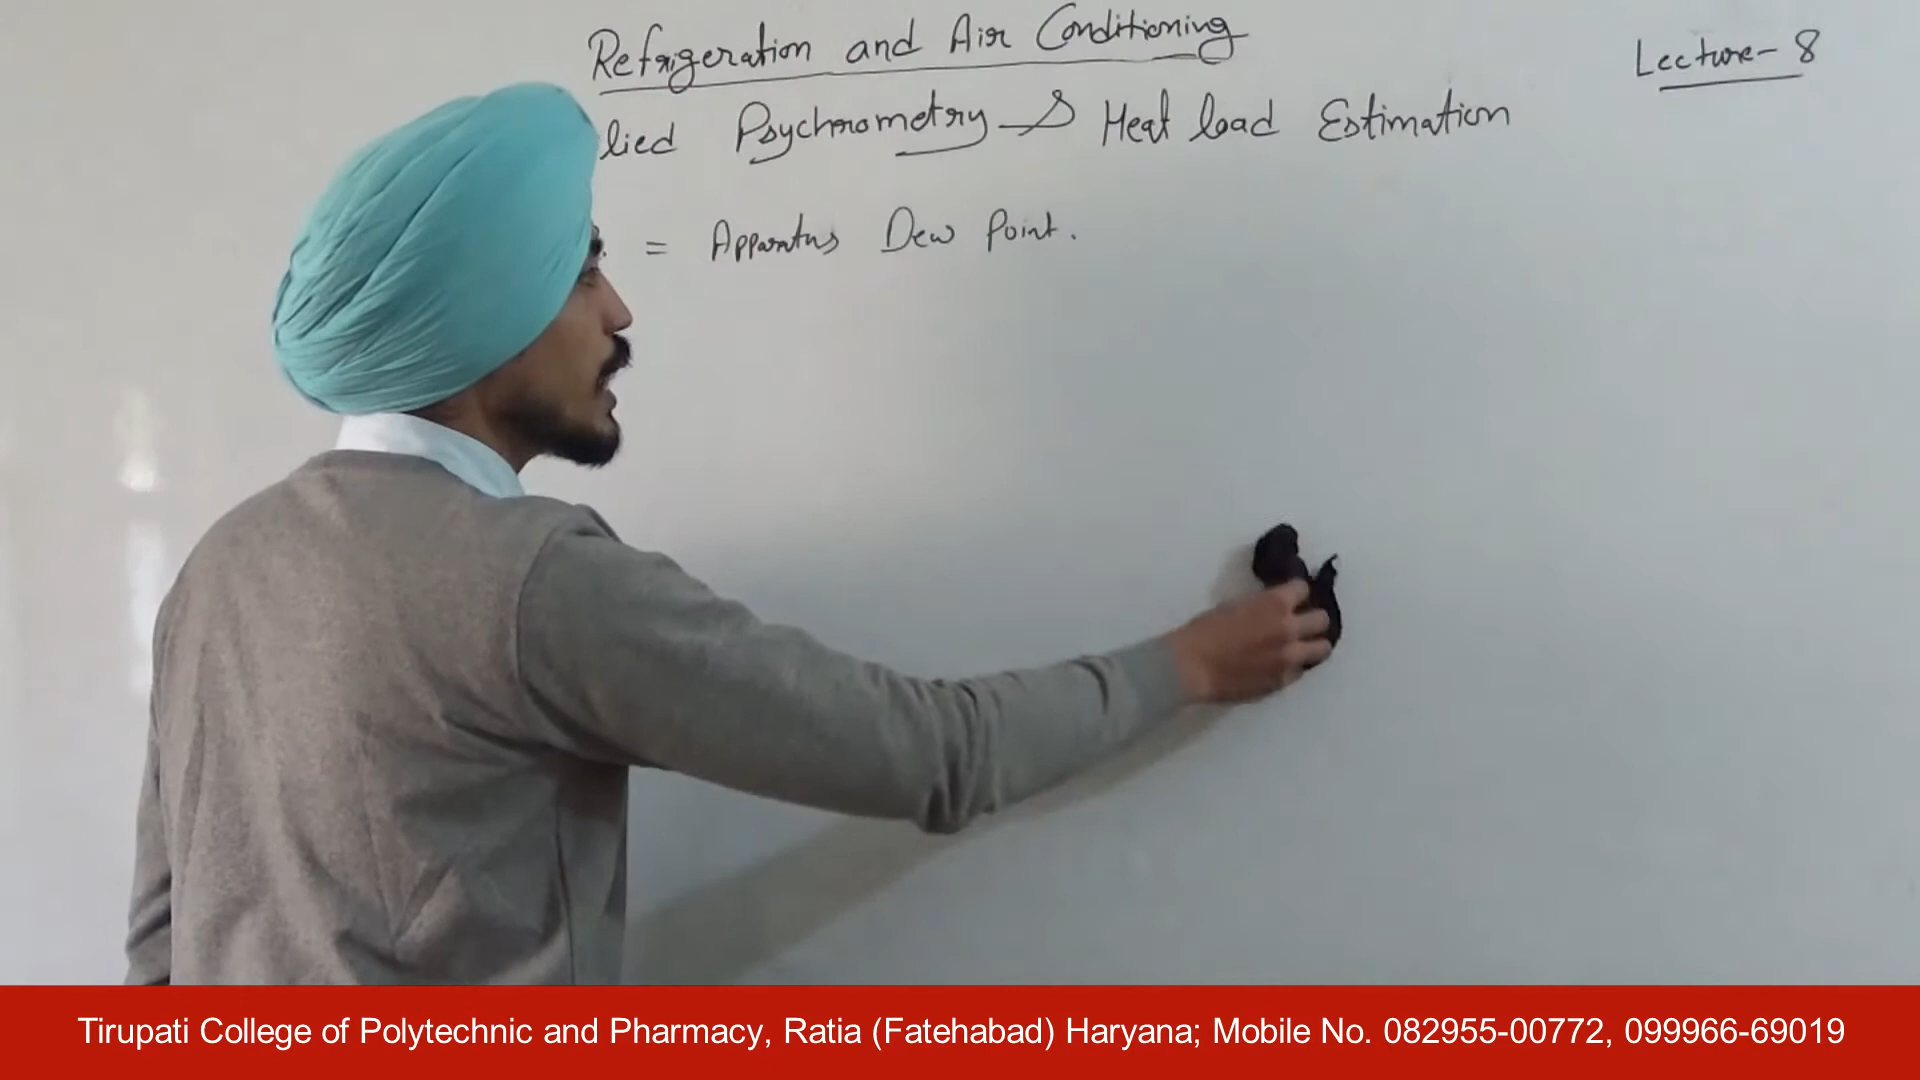 Refrigeration and Air Conditioning
Lecture-8
lied Psychrometry & Heat load Estimation
= Apparatus Dew Point.
Tirupati College of Polytechnic and Pharmacy, Ratia (Fatehabad) Haryana; Mobile No. 082955-00772, 099966-69019